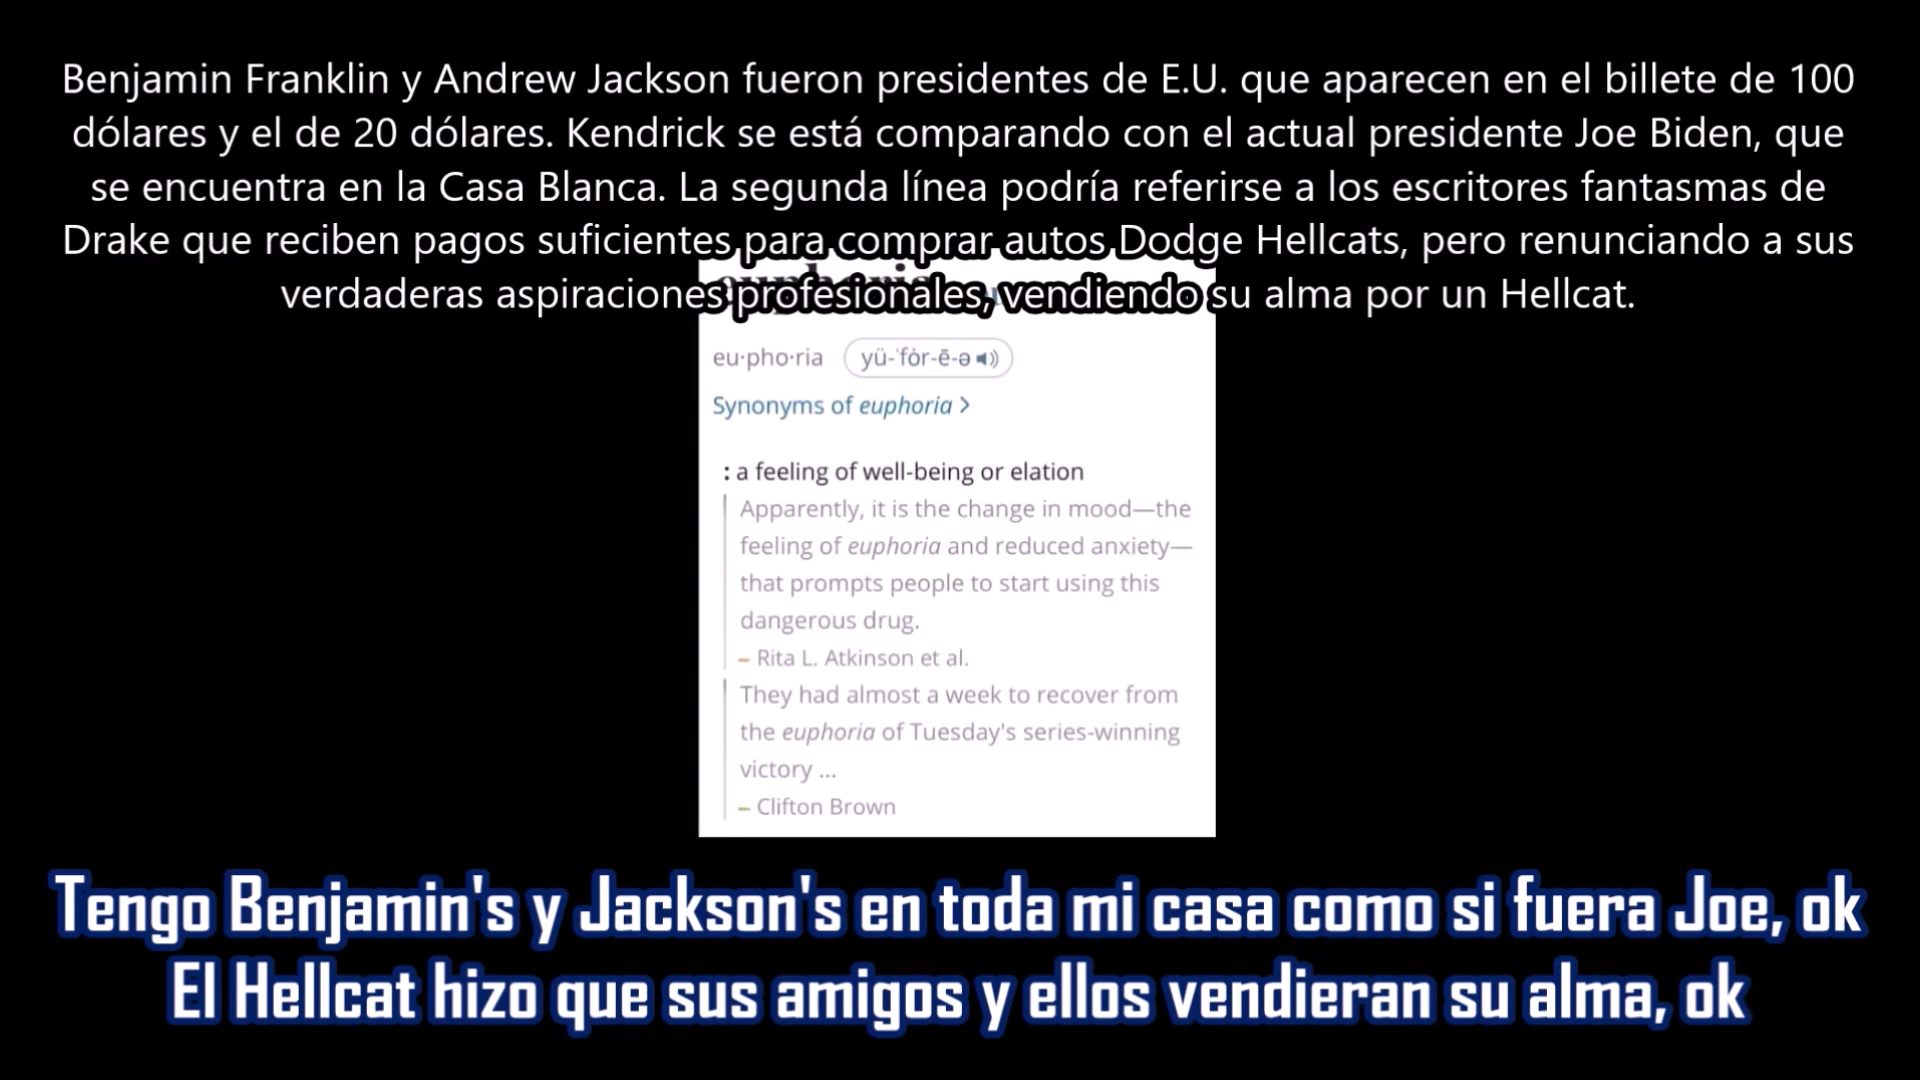 Benjamin Franklin y Andrew Jackson fueron presidentes de E.U. que aparecen en el billete de 100
dólares y el de 20 dólares. Kendrick se está comparando con el actual presidente Joe Biden, que
se encuentra en la Casa Blanca. La segunda línea podría referirse a los escritores fantasmas de
Drake que reciben pagos suficientes para comprar autos Dodge Hellcats, pero renunciando a sus
verdaderas aspiraciones profesionales, vendiendo su alma por un Hellcat.
eu·pho·ria yü-ˈfȯr-ē-ə
Synonyms of euphoria >
: a feeling of well-being or elation
Apparently, it is the change in mood—the
feeling of euphoria and reduced anxiety—
that prompts people to start using this
dangerous drug.
– Rita L. Atkinson et al.
They had almost a week to recover from
the euphoria of Tuesday's series-winning
victory ...
– Clifton Brown
Tengo Benjamin's y Jackson's en toda mi casa como si fuera Joe, ok
El Hellcat hizo que sus amigos y ellos vendieran su alma, ok